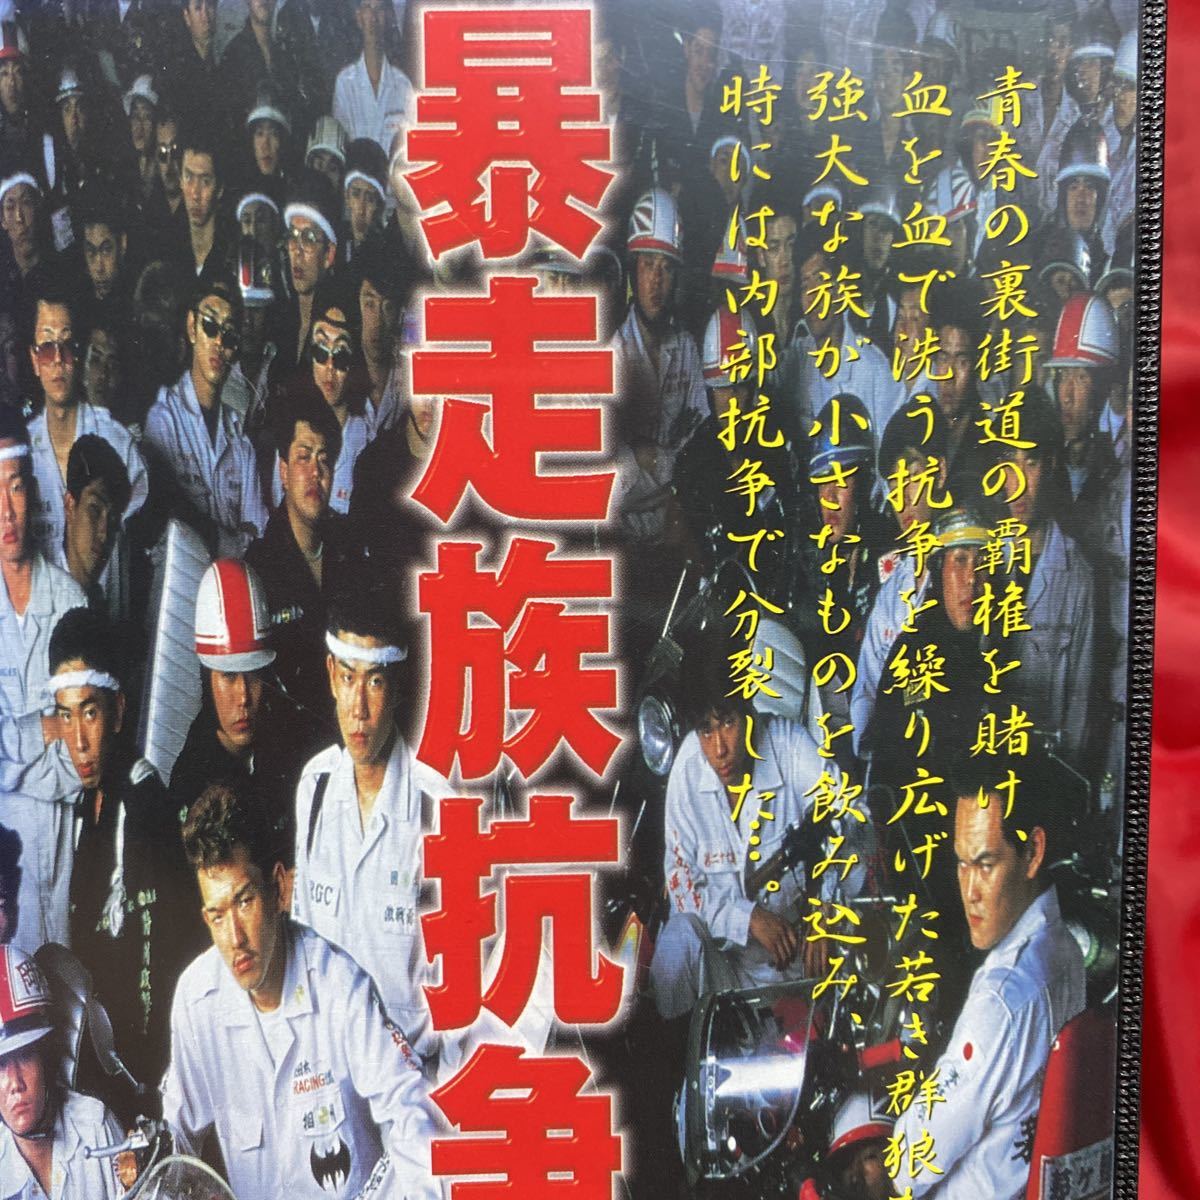 青春の裏街道の覇権を賭け、
血を血で洗う抗争を繰り広げた若き群狼た
強大な族が小さなものを飲み込み、
時には内部抗争で分裂した…。
暴走族抗争
RGC
RACING